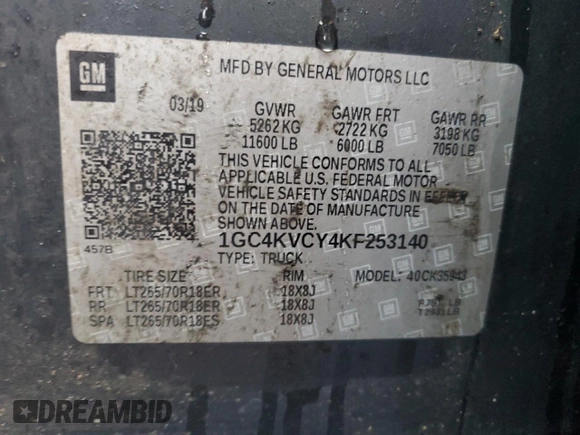 GM
MFD BY GENERAL MOTORS LLC
03/19 GVWR GAWR FRT GAWR RR
5262 KG 2722 KG 3198 KG
11600 LB 6000 LB 7050 LB
THIS VEHICLE CONFORMS TO ALL
APPLICABLE U.S. FEDERAL MOTOR
VEHICLE SAFETY STANDARDS IN EFFECT
ON THE DATE OF MANUFACTURE
SHOWN ABOVE.
457B
1GC4KVCY4KF253140
TYPE: TRUCK
TIRE SIZE RIM MODEL: 40CK35943
FRT LT265/70R18ER 18X8J
RR LT265/70R18ER 18X8J
SPA LT265/70R18ES 18X8J
T2931LB
DREAMBID